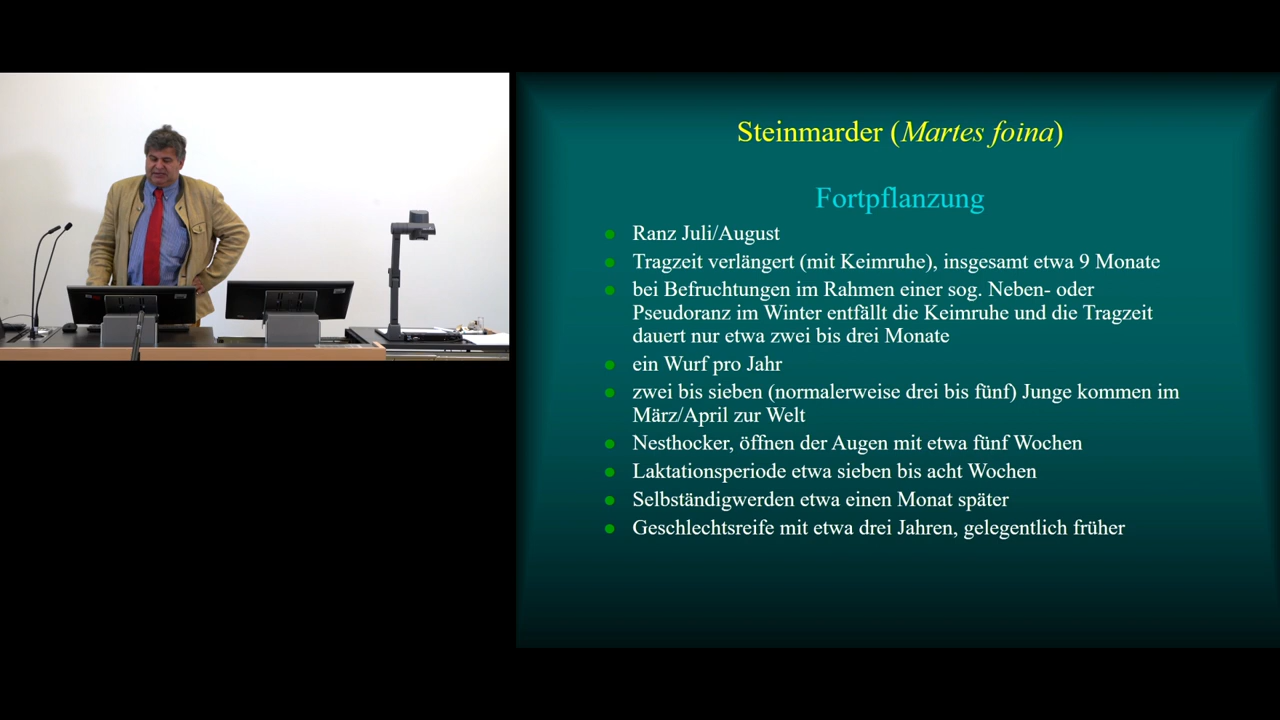 Steinmarder (Martes foina)
Fortpflanzung
Ranz Juli/August
Tragzeit verlängert (mit Keimruhe), insgesamt etwa 9 Monate
bei Befruchtungen im Rahmen einer sog. Neben- oder
Pseudoranz im Winter entfällt die Keimruhe und die Tragzeit
dauert nur etwa zwei bis drei Monate
ein Wurf pro Jahr
zwei bis sieben (normalerweise drei bis fünf) Junge kommen im
März/April zur Welt
Nesthocker, öffnen der Augen mit etwa fünf Wochen
Laktationsperiode etwa sieben bis acht Wochen
Selbständigwerden etwa einen Monat später
Geschlechtsreife mit etwa drei Jahren, gelegentlich früher